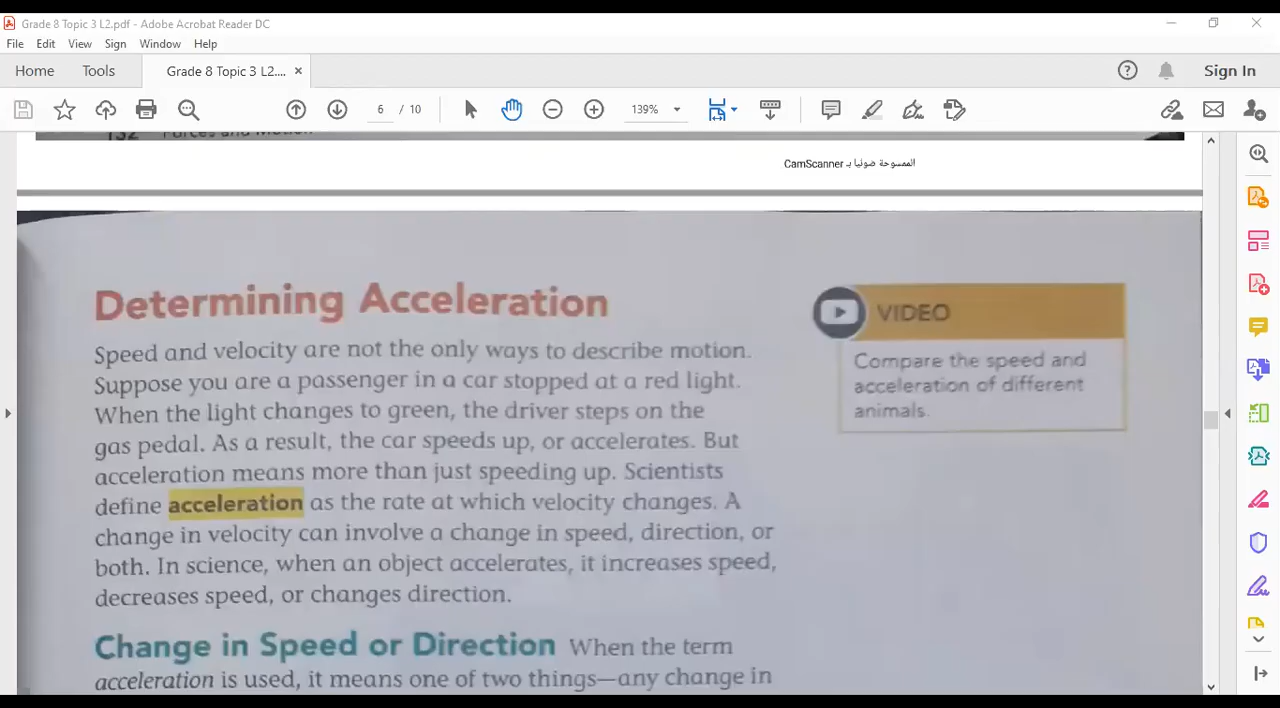 Grade 8 Topic 3 L2.pdf - Adobe Acrobat Reader DC
File Edit View Sign Window Help
Home Tools Grade 8 Topic 3 L2.... × Sign In
6 / 10 139%
132 Forces and Motion
الممسوحة ضوئيا بـ CamScanner
Determining Acceleration
Speed and velocity are not the only ways to describe motion.
Suppose you are a passenger in a car stopped at a red light.
When the light changes to green, the driver steps on the
gas pedal. As a result, the car speeds up, or accelerates. But
acceleration means more than just speeding up. Scientists
define acceleration as the rate at which velocity changes. A
change in velocity can involve a change in speed, direction, or
both. In science, when an object accelerates, it increases speed,
decreases speed, or changes direction.
Change in Speed or Direction When the term
acceleration is used, it means one of two things—any change in
VIDEO
Compare the speed and
acceleration of different
animals.